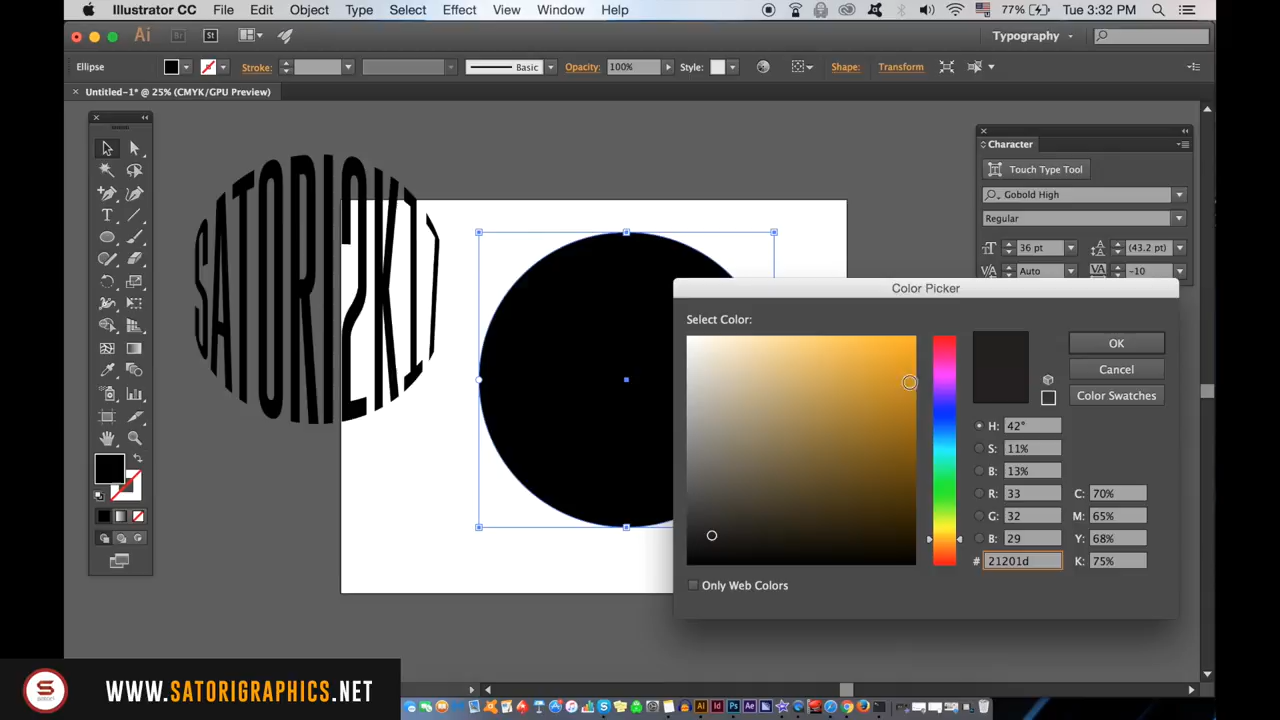 Illustrator CC File Edit Object Type Select Effect View Window Help
77% Tue 3:32 PM
Ai Br St
Typography
Ellipse Stroke: Basic Opacity: 100% Style: Shape: Transform
× Untitled-1* @ 25% (CMYK/GPU Preview)
SATORI2K17
Character
Touch Type Tool
Gobold High
Regular
36 pt (43.2 pt)
Auto -10
Color Picker
Select Color:
OK
Cancel
Color Swatches
H: 42°
S: 11%
B: 13%
R: 33 C: 70%
G: 32 M: 65%
B: 29 Y: 68%
# 21201d K: 75%
Only Web Colors
WWW.SATORIGRAPHICS.NET